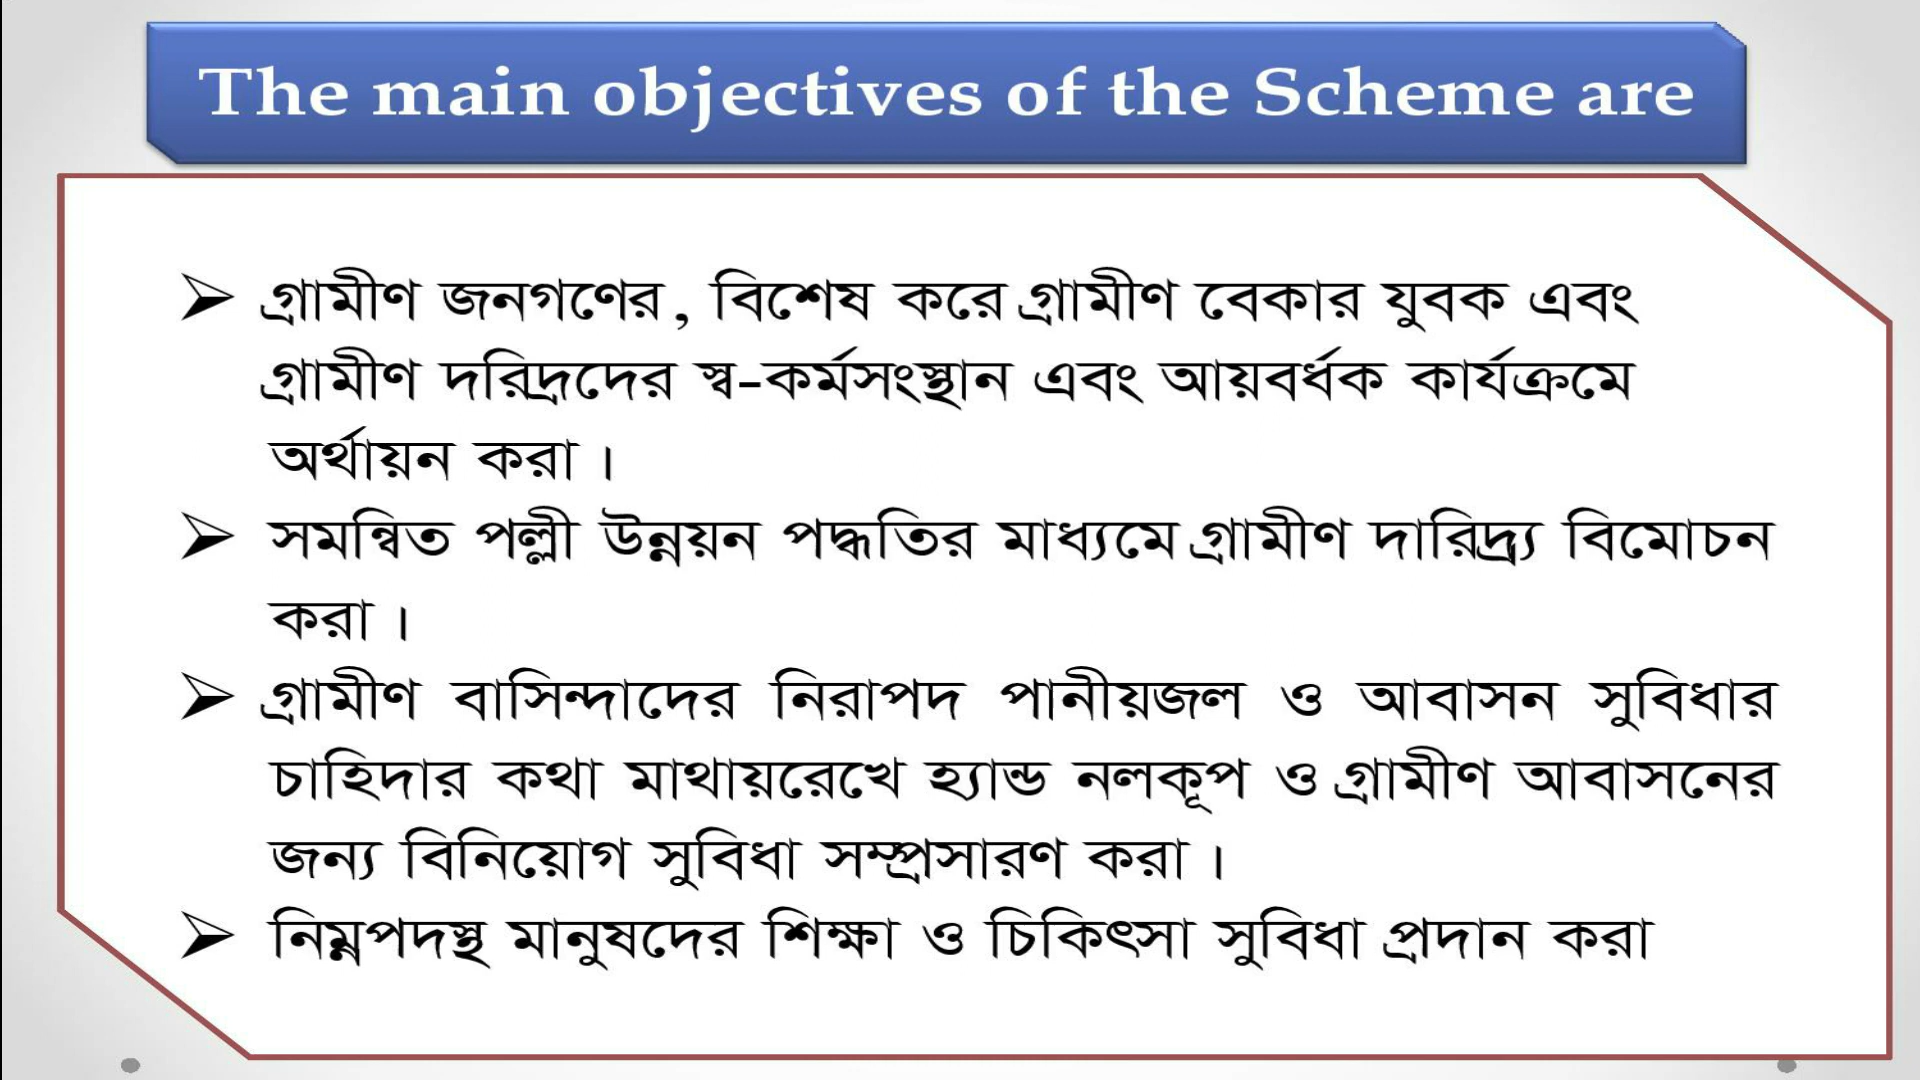 The main objectives of the Scheme are
➢ গ্রামীণ জনগণের, বিশেষ করে গ্রামীণ বেকার যুবক এবং
গ্রামীণ দরিদ্রদের স্ব-কর্মসংস্থান এবং আয়বর্ধক কার্যক্রমে
অর্থায়ন করা।
➢ সমন্বিত পল্লী উন্নয়ন পদ্ধতির মাধ্যমে গ্রামীণ দারিদ্র্য বিমোচন
করা।
➢ গ্রামীণ বাসিন্দাদের নিরাপদ পানীয়জল ও আবাসন সুবিধার
চাহিদার কথা মাথায়রেখে হ্যান্ড নলকূপ ও গ্রামীণ আবাসনের
জন্য বিনিয়োগ সুবিধা সম্প্রসারণ করা।
➢ নিম্নপদস্থ মানুষদের শিক্ষা ও চিকিৎসা সুবিধা প্রদান করা